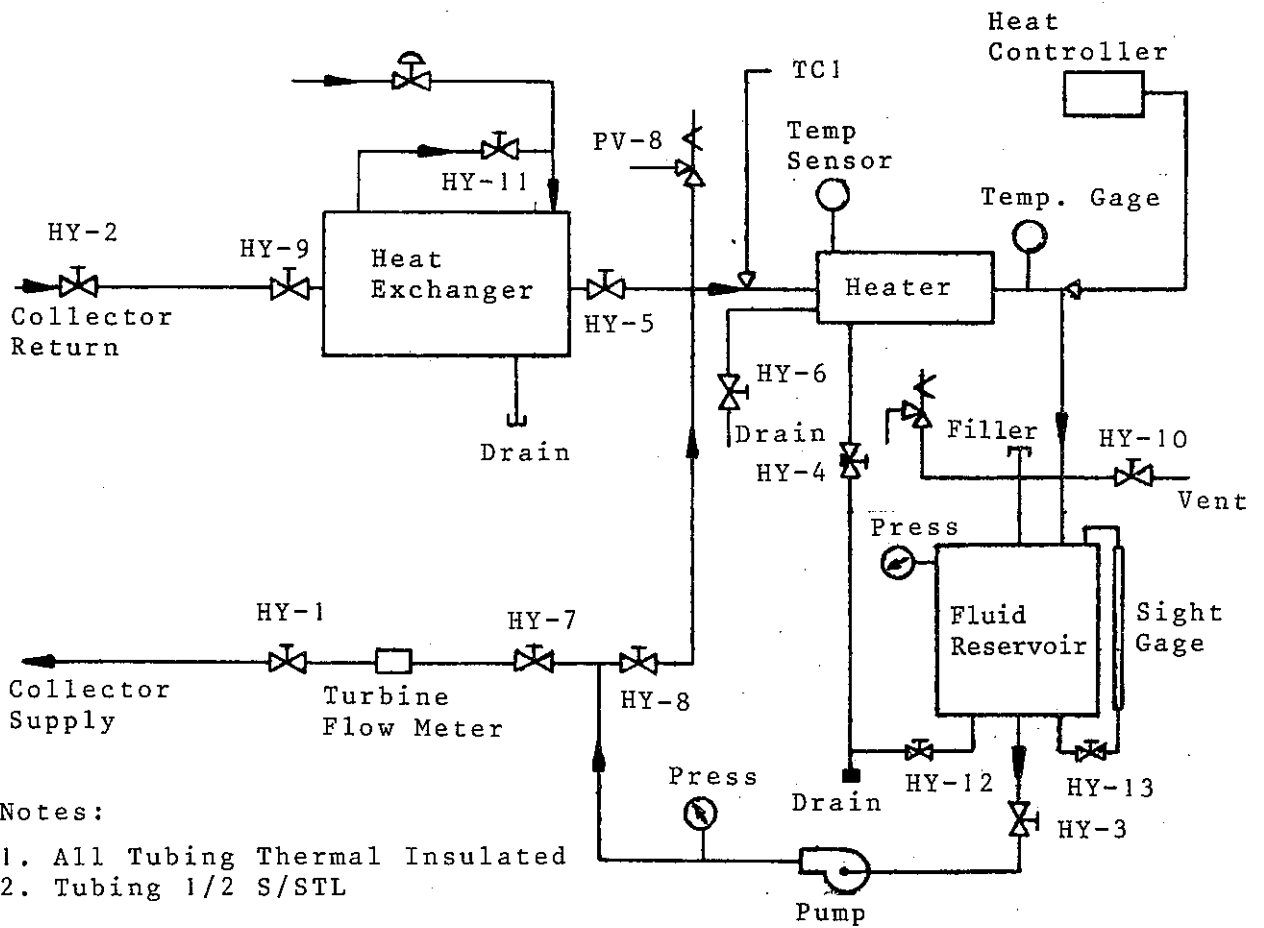 Heat
Controller
TC1
Temp
Sensor
PV-8
HY-11
Temp. Gage
HY-2
HY-9
Heat
Exchanger
Heater
Collector
Return
HY-5
HY-6
Drain
Drain
HY-4
Filler
HY-10
Vent
Press
HY-1
HY-7
Fluid
Reservoir
Sight
Gage
Collector
Supply
Turbine
Flow Meter
HY-8
Press
Drain
HY-12
HY-13
HY-3
Notes:
1. All Tubing Thermal Insulated
2. Tubing 1/2 S/STL
Pump